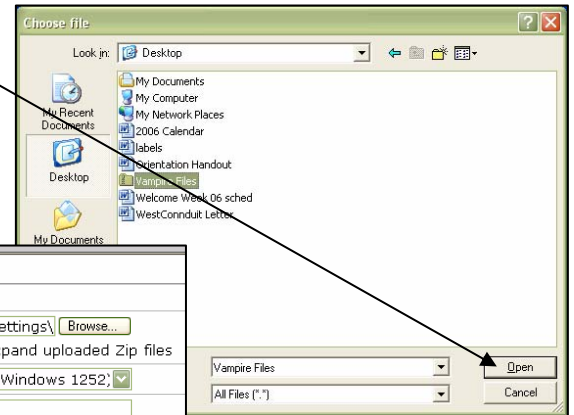 Choose file
Look in: Desktop
My Recent Documents
Desktop
My Documents
My Documents
My Computer
My Network Places
2006 Calendar
labels
Orientation Handout
Vampire Files
Welcome Week 06 sched
WestConnduit Letter
ettings\ Browse...
pand uploaded Zip files
Windows 1252)
Vampire Files
Open
All Files (*.*)
Cancel